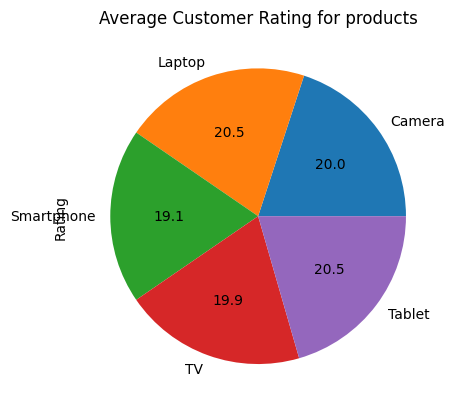 Average Customer Rating for products
Laptop
Camera
20.5
20.0
Smartphone
19.1
Rating
20.5
19.9
Tablet
TV